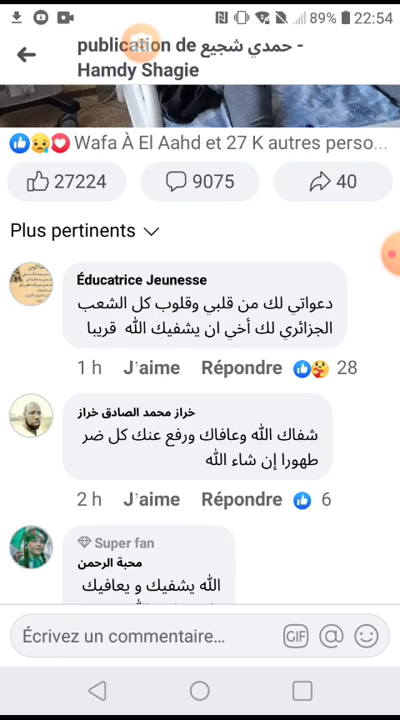 89% 22:54
publication de حمدي شجيع -
Hamdy Shagie
Wafa À El Aahd et 27 K autres perso...
27224
9075
40
Plus pertinents
Éducatrice Jeunesse
دعواتي لك من قلبي وقلوب كل الشعب
الجزائري لك أخي ان يشفيك الله قريبا
1 h J'aime Répondre 28
خراز محمد الصادق خراز
شفاك الله وعافاك ورفع عنك كل ضر
طهورا إن شاء الله
2 h J'aime Répondre 6
Super fan
محبة الرحمن
الله يشفيك و يعافيك
Écrivez un commentaire...
GIF